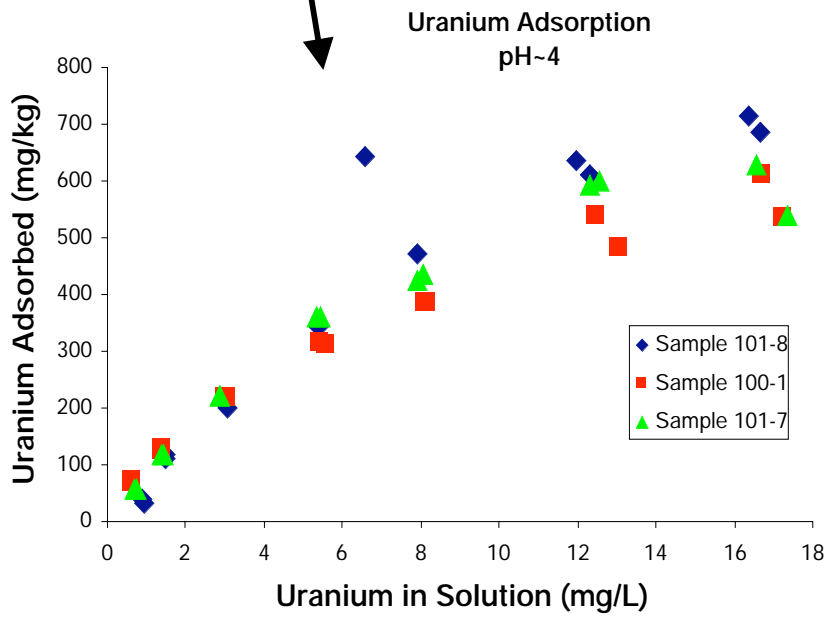 Uranium Adsorption
pH~4
Uranium Adsorbed (mg/kg)
800
700
600
500
400
300
200
100
0
0 2 4 6 8 10 12 14 16 18
Uranium in Solution (mg/L)
Sample 101-8
Sample 100-1
Sample 101-7